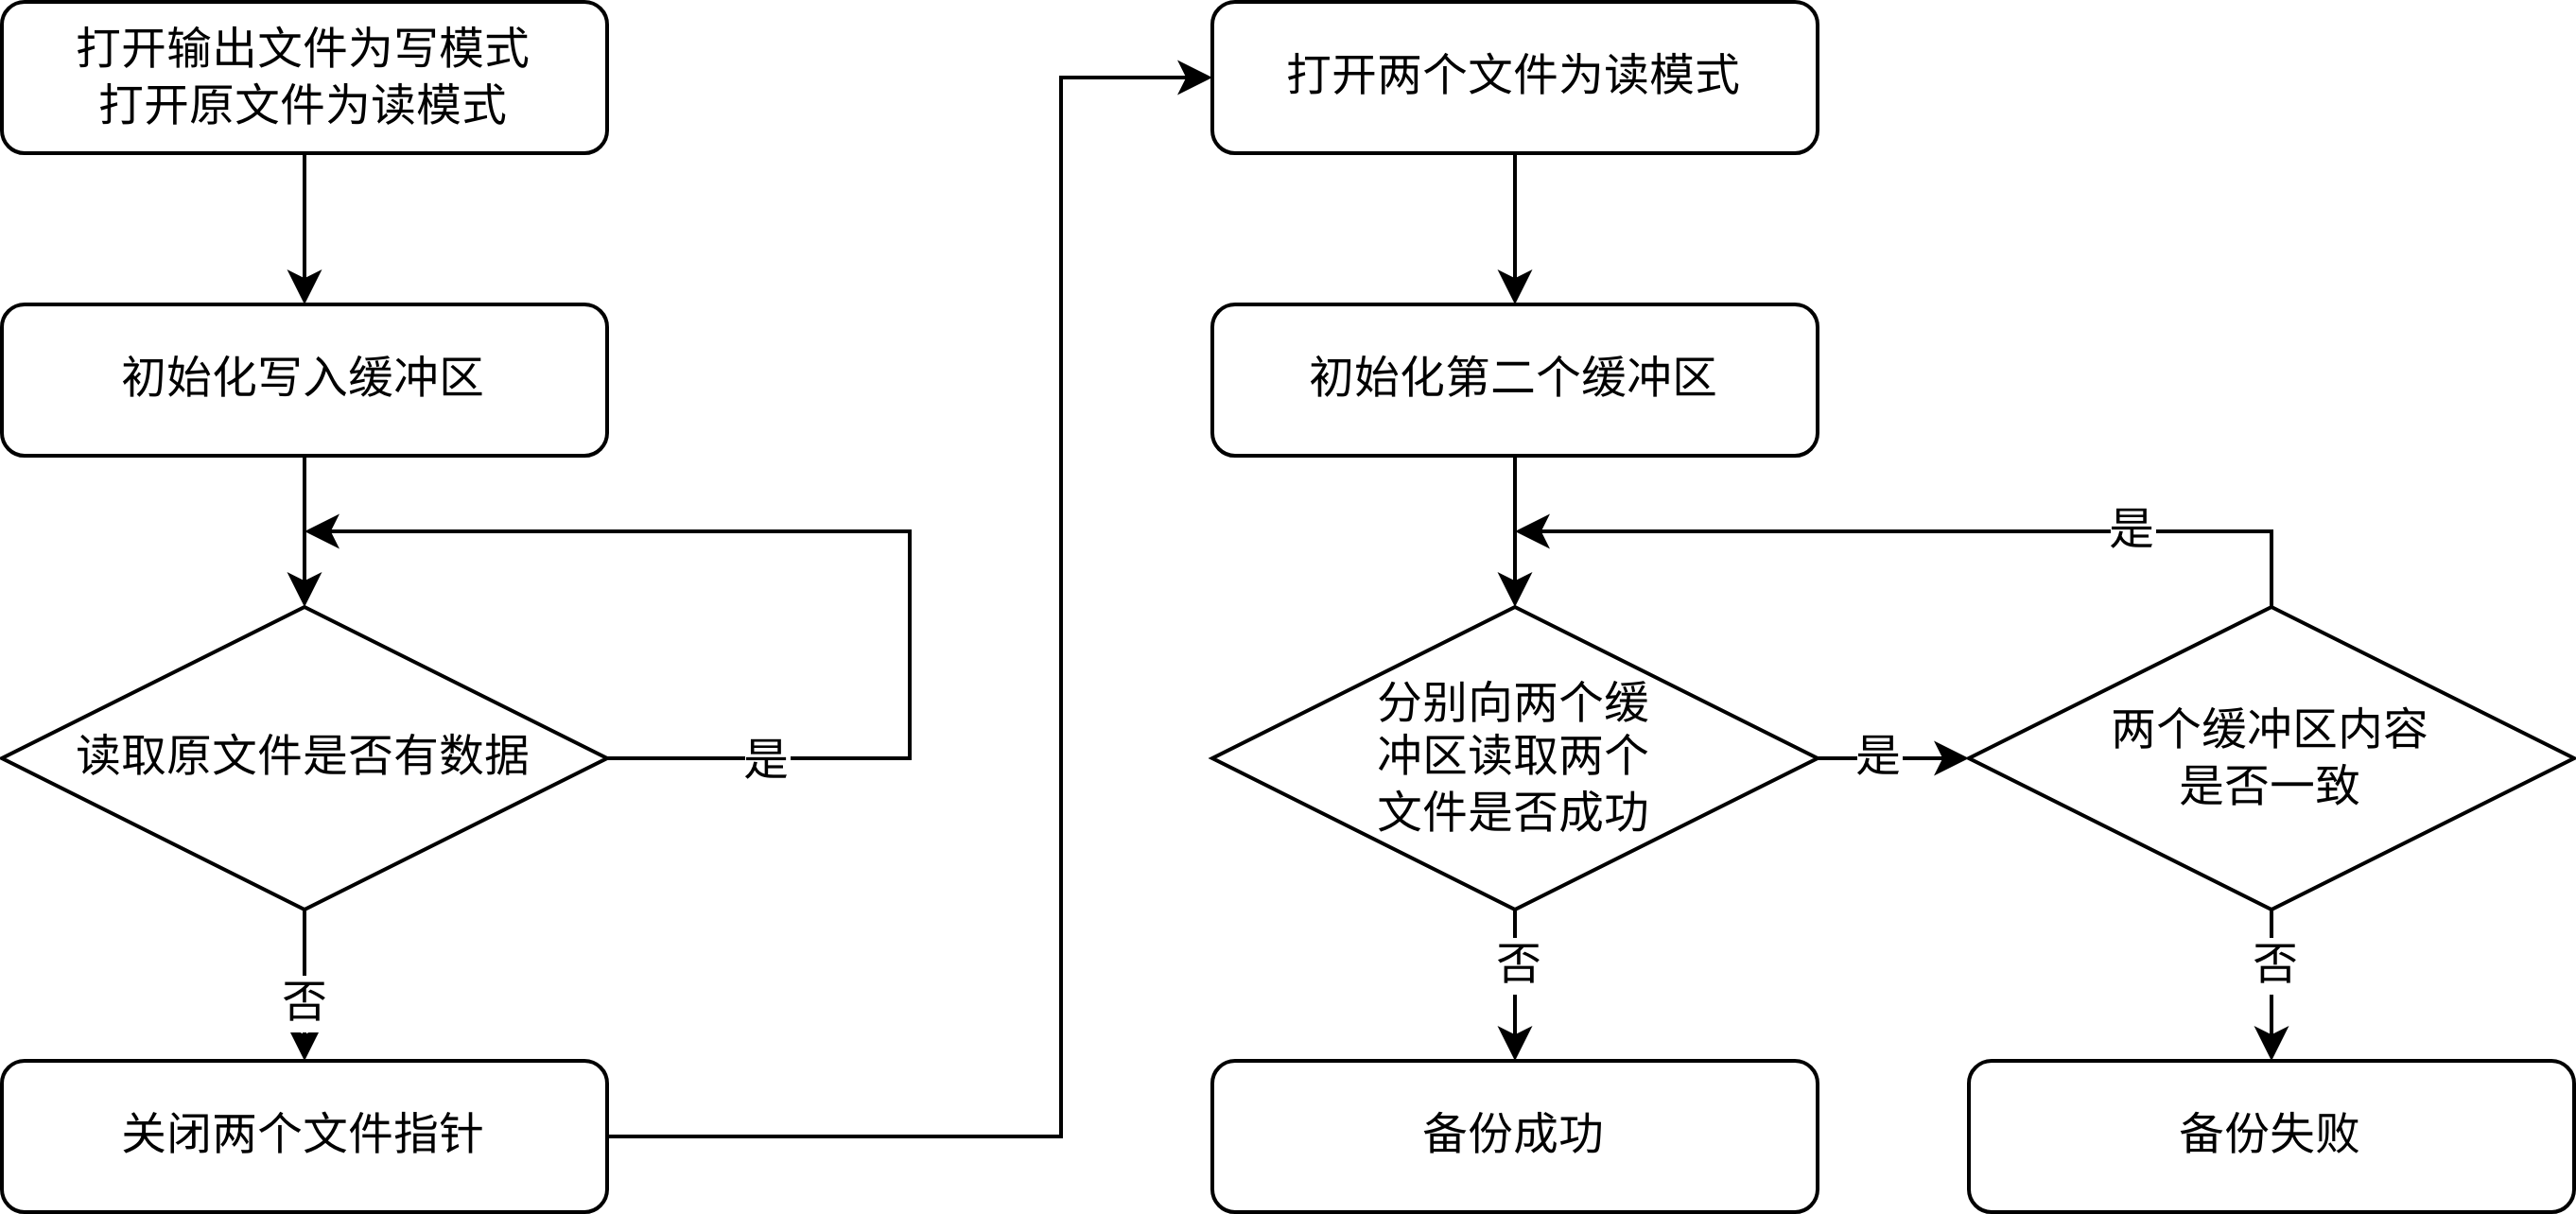 打开输出文件为写模式
打开原文件为读模式
初始化写入缓冲区
读取原文件是否有数据
是
否
关闭两个文件指针
打开两个文件为读模式
初始化第二个缓冲区
是
分别向两个缓
冲区读取两个
文件是否成功
是
两个缓冲区内容
是否一致
否
否
备份成功
备份失败